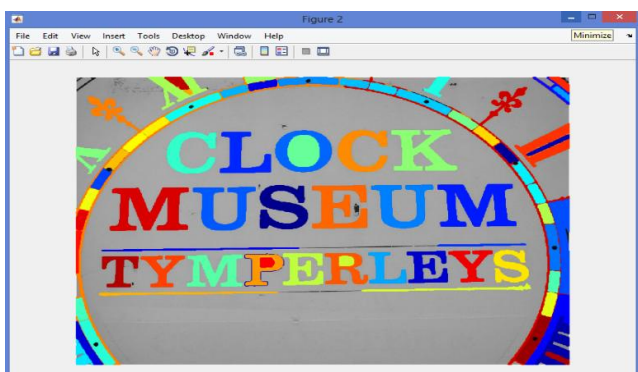 Figure 2
File Edit View Insert Tools Desktop Window Help
Minimize
CLOCK
MUSEUM
TYMPERLEYS